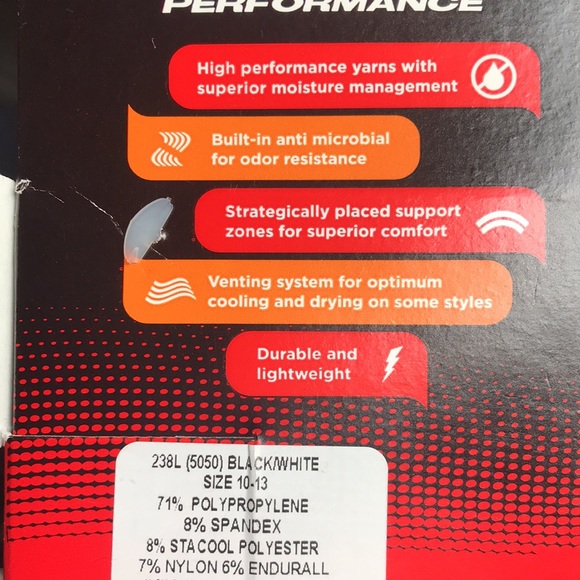 PERFORMANCE
High performance yarns with
superior moisture management
Built-in anti microbial
for odor resistance
Strategically placed support
zones for superior comfort
Venting system for optimum
cooling and drying on some styles
Durable and
lightweight
238L (5050) BLACK/WHITE
SIZE 10-13
71% POLYPROPYLENE
8% SPANDEX
8% STACOOL POLYESTER
7% NYLON 6% ENDURALL